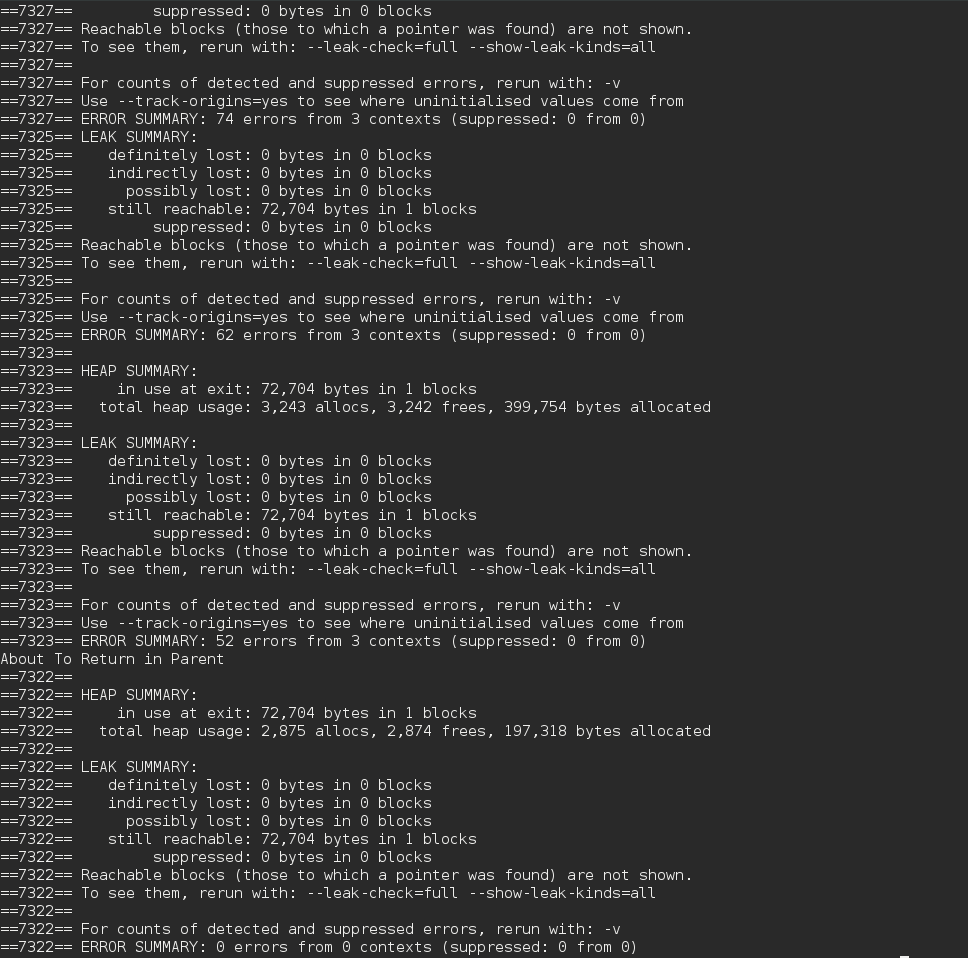 ==7327==         suppressed: 0 bytes in 0 blocks
==7327== Reachable blocks (those to which a pointer was found) are not shown.
==7327== To see them, rerun with: --leak-check=full --show-leak-kinds=all
==7327==
==7327== For counts of detected and suppressed errors, rerun with: -v
==7327== Use --track-origins=yes to see where uninitialised values come from
==7327== ERROR SUMMARY: 74 errors from 3 contexts (suppressed: 0 from 0)
==7325== LEAK SUMMARY:
==7325==    definitely lost: 0 bytes in 0 blocks
==7325==    indirectly lost: 0 bytes in 0 blocks
==7325==      possibly lost: 0 bytes in 0 blocks
==7325==    still reachable: 72,704 bytes in 1 blocks
==7325==         suppressed: 0 bytes in 0 blocks
==7325== Reachable blocks (those to which a pointer was found) are not shown.
==7325== To see them, rerun with: --leak-check=full --show-leak-kinds=all
==7325==
==7325== For counts of detected and suppressed errors, rerun with: -v
==7325== Use --track-origins=yes to see where uninitialised values come from
==7325== ERROR SUMMARY: 62 errors from 3 contexts (suppressed: 0 from 0)
==7323==
==7323== HEAP SUMMARY:
==7323==     in use at exit: 72,704 bytes in 1 blocks
==7323==   total heap usage: 3,243 allocs, 3,242 frees, 399,754 bytes allocated
==7323==
==7323== LEAK SUMMARY:
==7323==    definitely lost: 0 bytes in 0 blocks
==7323==    indirectly lost: 0 bytes in 0 blocks
==7323==      possibly lost: 0 bytes in 0 blocks
==7323==    still reachable: 72,704 bytes in 1 blocks
==7323==         suppressed: 0 bytes in 0 blocks
==7323== Reachable blocks (those to which a pointer was found) are not shown.
==7323== To see them, rerun with: --leak-check=full --show-leak-kinds=all
==7323==
==7323== For counts of detected and suppressed errors, rerun with: -v
==7323== Use --track-origins=yes to see where uninitialised values come from
==7323== ERROR SUMMARY: 52 errors from 3 contexts (suppressed: 0 from 0)
About To Return in Parent
==7322==
==7322== HEAP SUMMARY:
==7322==     in use at exit: 72,704 bytes in 1 blocks
==7322==   total heap usage: 2,875 allocs, 2,874 frees, 197,318 bytes allocated
==7322==
==7322== LEAK SUMMARY:
==7322==    definitely lost: 0 bytes in 0 blocks
==7322==    indirectly lost: 0 bytes in 0 blocks
==7322==      possibly lost: 0 bytes in 0 blocks
==7322==    still reachable: 72,704 bytes in 1 blocks
==7322==         suppressed: 0 bytes in 0 blocks
==7322== Reachable blocks (those to which a pointer was found) are not shown.
==7322== To see them, rerun with: --leak-check=full --show-leak-kinds=all
==7322==
==7322== For counts of detected and suppressed errors, rerun with: -v
==7322== ERROR SUMMARY: 0 errors from 0 contexts (suppressed: 0 from 0)